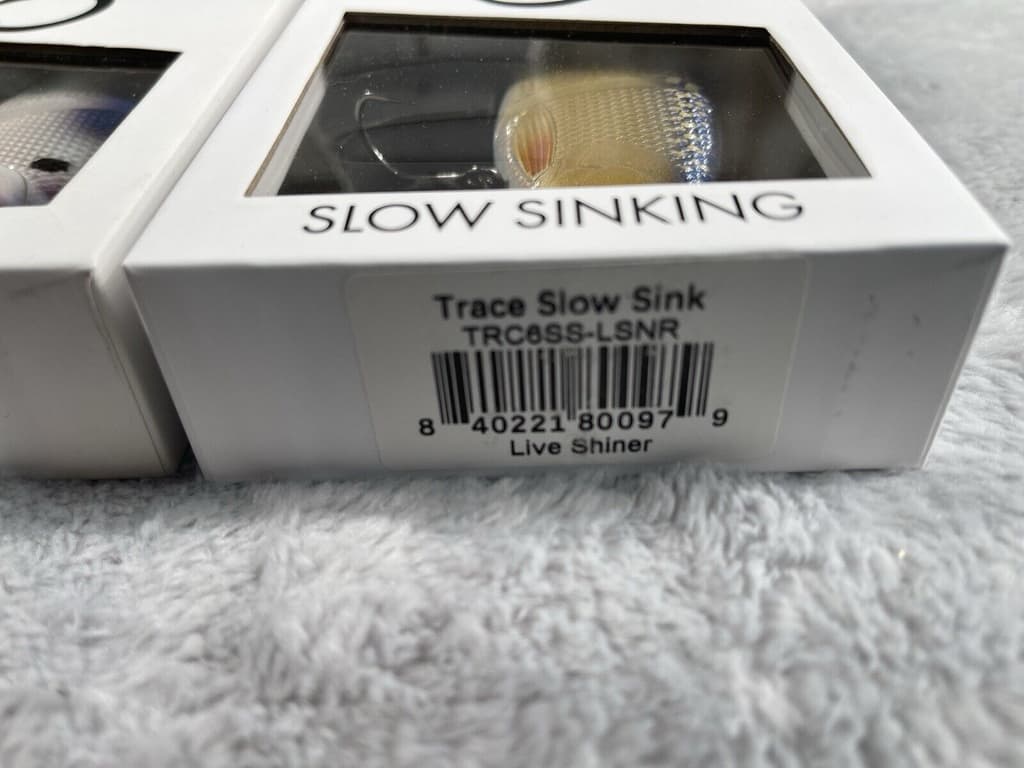 SLOW SINKING
Trace Slow Sink
TRC6SS-LSNR
8 40221 80097 9
Live Shiner